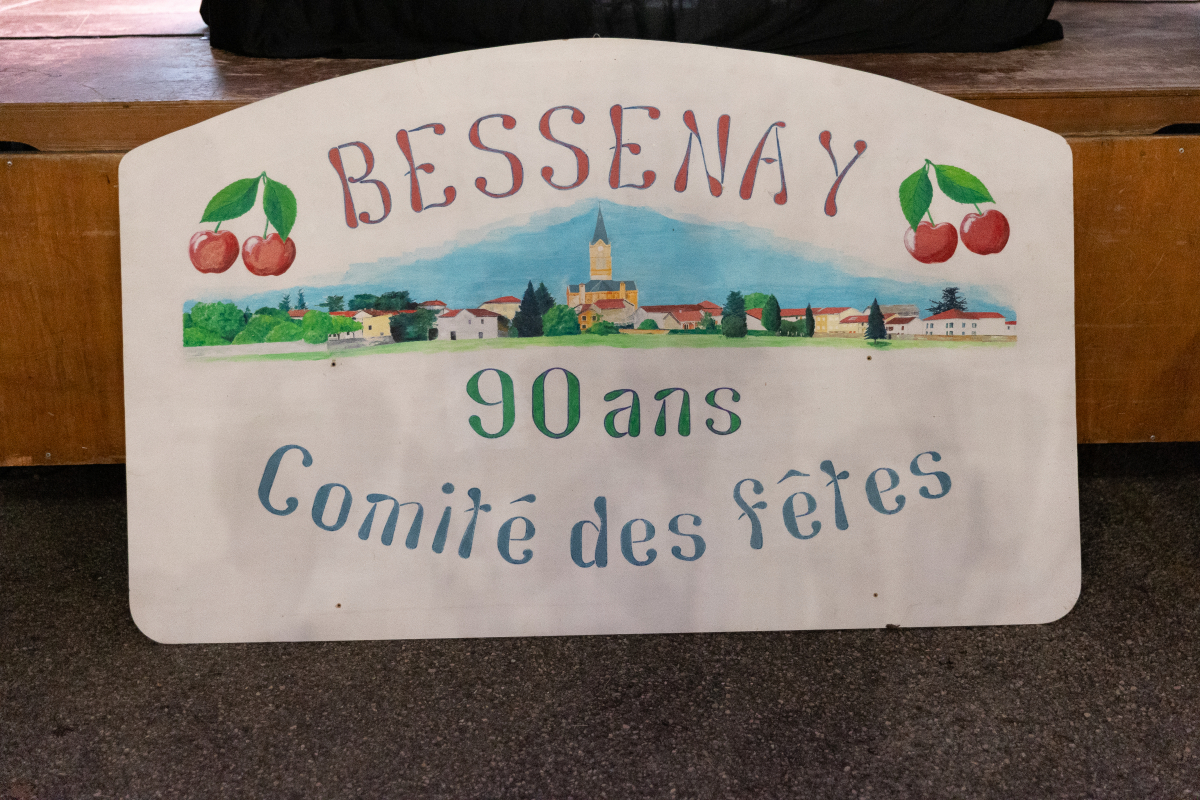 BESSENAY
90 ans
Comité des fêtes